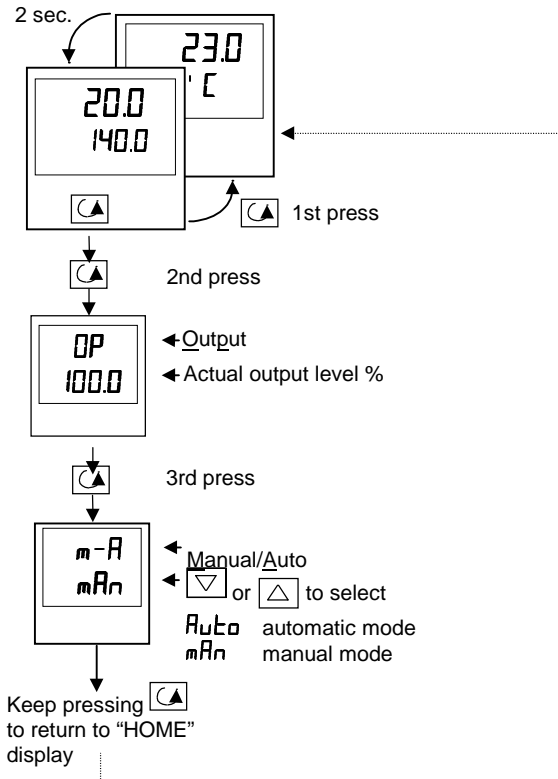 2 sec.
23.0
°C
20.0
140.0
1st press
2nd press
OP
100.0
Output
Actual output level %
3rd press
m-A
mAn
Manual/Auto
or to select
Auto automatic mode
mAn manual mode
Keep pressing
to return to “HOME”
display